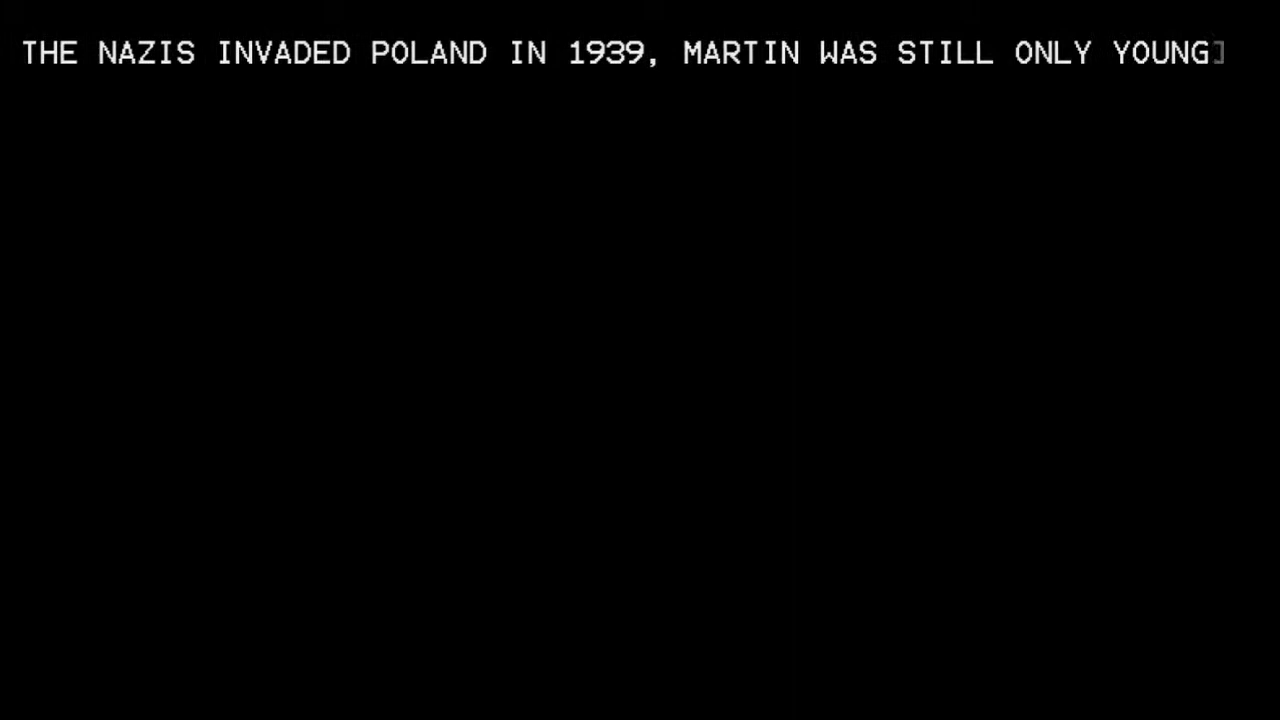 THE NAZIS INVADED POLAND IN 1939, MARTIN WAS STILL ONLY YOUNG